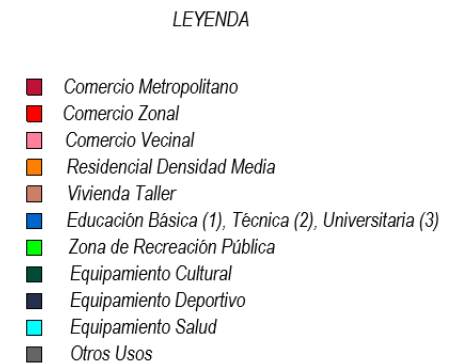 LEYENDA
Comercio Metropolitano
Comercio Zonal
Comercio Vecinal
Residencial Densidad Media
Vivienda Taller
Educación Básica (1), Técnica (2), Universitaria (3)
Zona de Recreación Pública
Equipamiento Cultural
Equipamiento Deportivo
Equipamiento Salud
Otros Usos